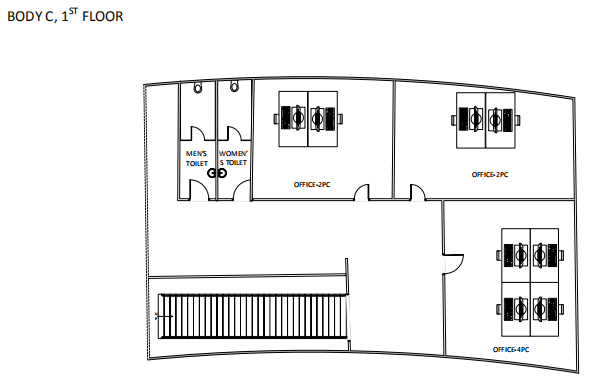 BODY C, 1ST FLOOR
MEN'S
TOILET
WOMEN'
S TOILET
OFFICE-2PC
OFFICE-2PC
OFFICE-4PC